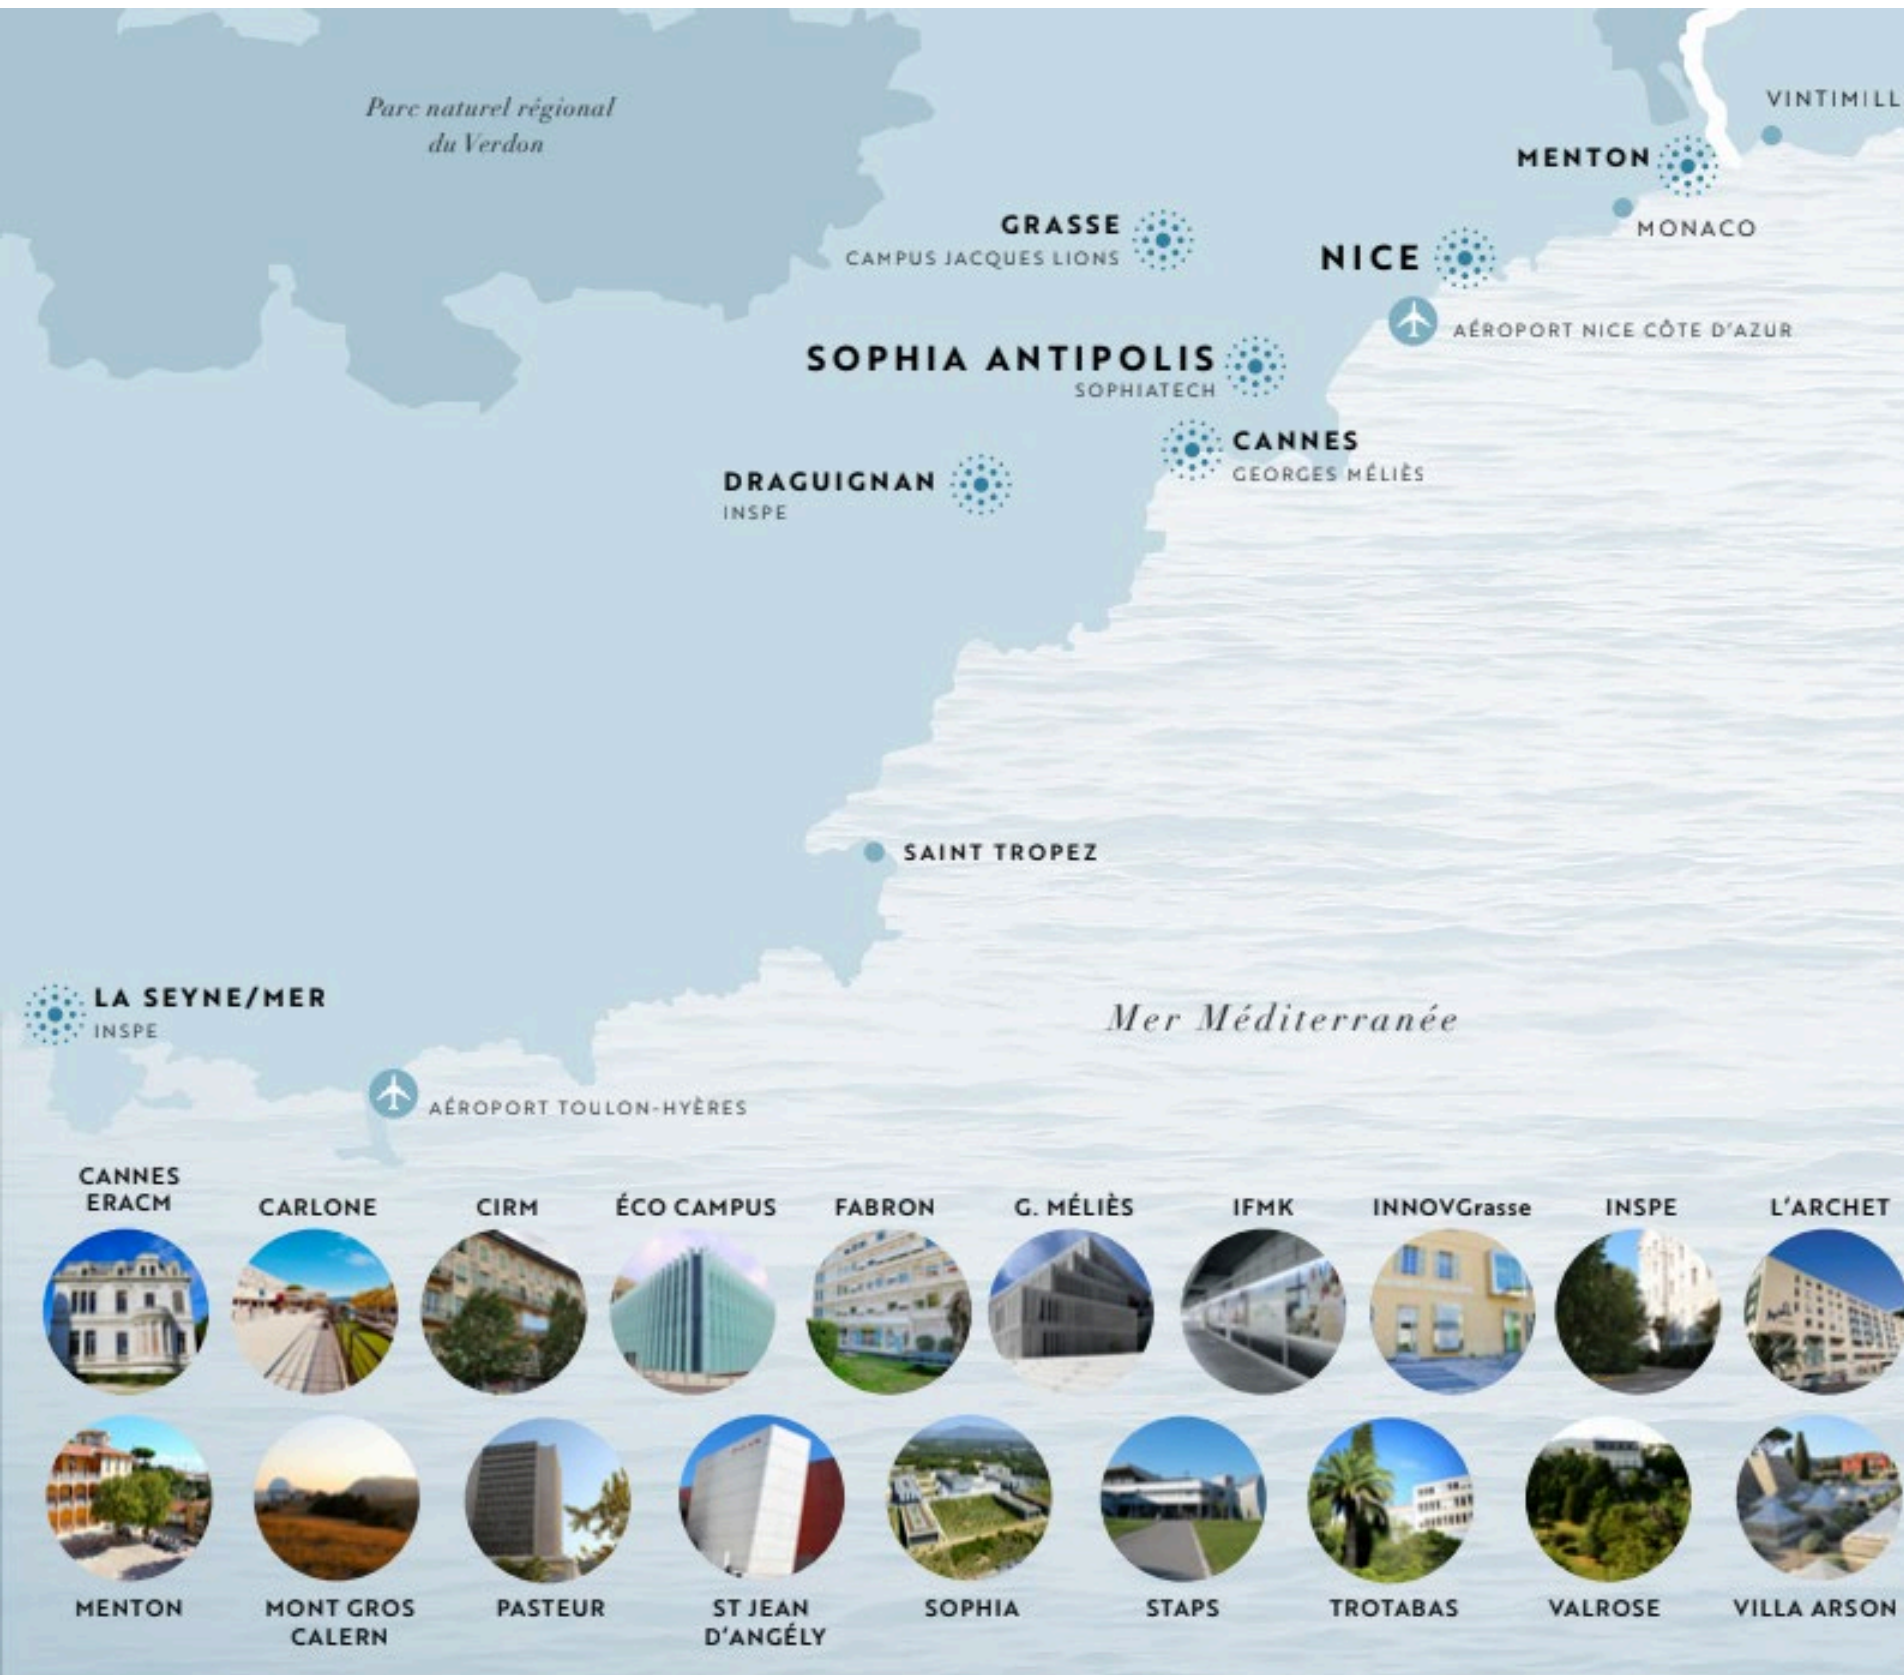 Parc naturel régional
du Verdon
VINTIMILL
MENTON
MONACO
GRASSE
CAMPUS JACQUES LIONS
NICE
AÉROPORT NICE CÔTE D'AZUR
SOPHIA ANTIPOLIS
SOPHIATECH
CANNES
GEORGES MÉLIÈS
DRAGUIGNAN
INSPE
SAINT TROPEZ
LA SEYNE/MER
INSPE
Mer Méditerranée
AÉROPORT TOULON-HYÈRES
CANNES
ERACM
CARLONE
CIRM
ÉCO CAMPUS
FABRON
G. MÉLIÈS
IFMK
INNOVGrasse
INSPE
L'ARCHET
MENTON
MONT GROS
CALERN
PASTEUR
ST JEAN
D'ANGÉLY
SOPHIA
STAPS
TROTABAS
VALROSE
VILLA ARSON